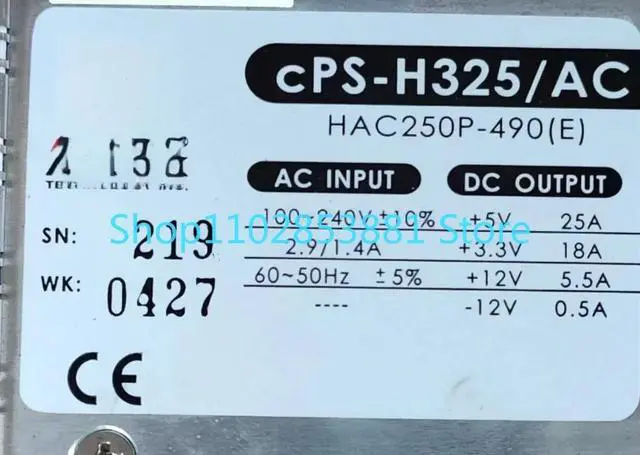 cPS-H325/AC
HAC250P-490(E)
AC INPUT DC OUTPUT
100~240V ±10% +5V 25A
2.9/1.4A +3.3V 18A
60~50Hz ±5% +12V 5.5A
---- -12V 0.5A
SN: 219
WK: 0427
CE
Shop1102853881 Store